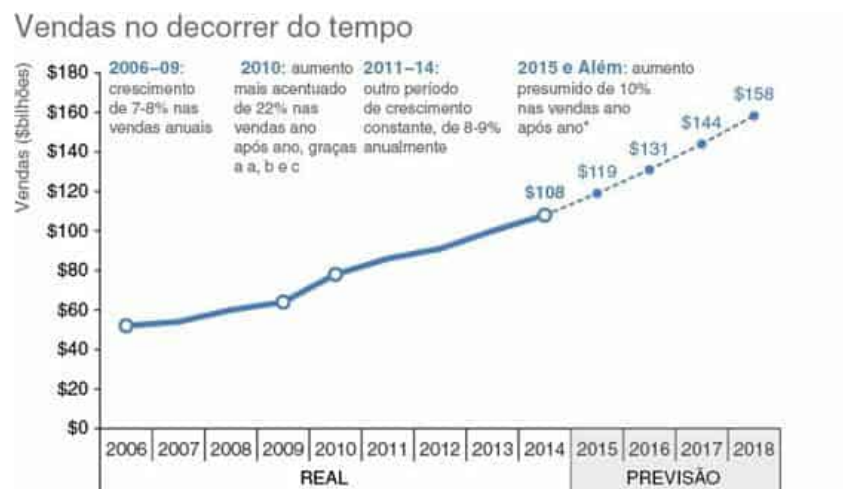 Vendas no decorrer do tempo
Vendas ($bilhões)
$180
$160
$140
$120
$100
$80
$60
$40
$20
$0
2006–09:
crescimento
de 7-8% nas
vendas anuais
2010: aumento
mais acentuado
de 22% nas
vendas ano
após ano, graças
a a, b e c
2011–14:
outro período
de crescimento
constante, de 8-9%
anualmente
2015 e Além: aumento
presumido de 10%
nas vendas ano
após ano*
$108
$119
$131
$144
$158
2006 2007 2008 2009 2010 2011 2012 2013 2014 2015 2016 2017 2018
REAL PREVISÃO